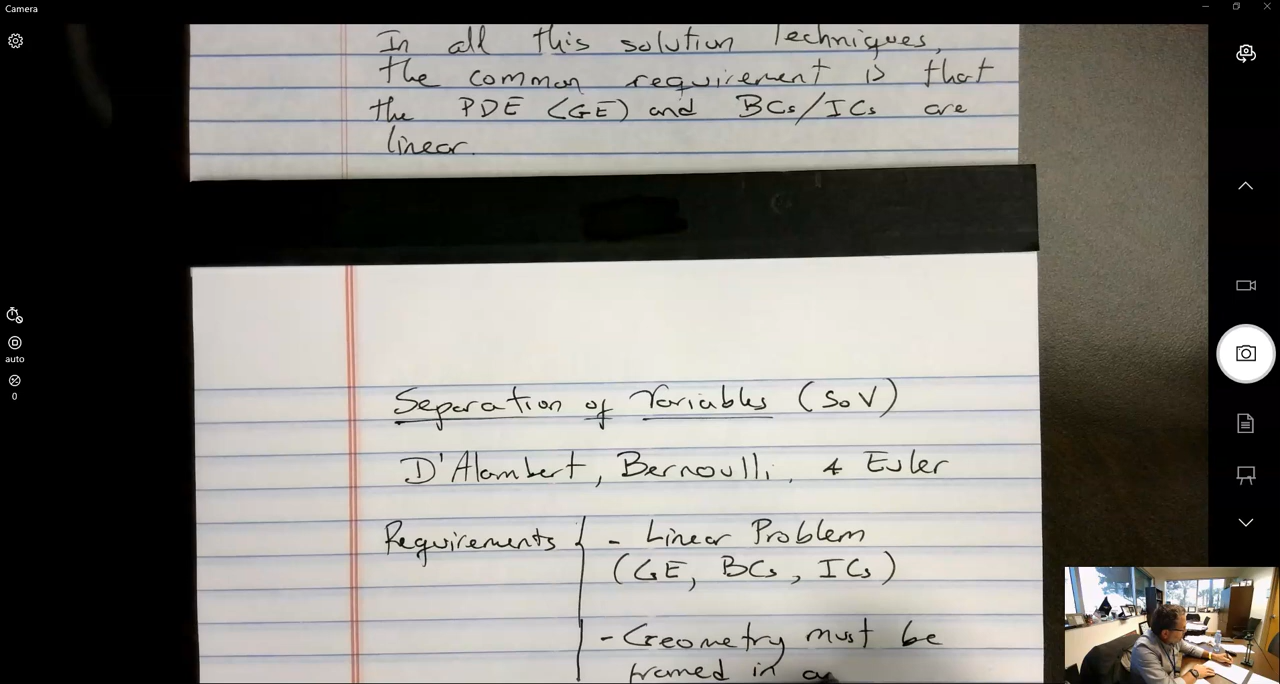 Camera
In all this solution Techniques,
the common requirement is that
the PDE (GE) and BCs/ICs are
linear.
Separation of Variables (SoV)
D'Alambert, Bernoulli, & Euler
Requirements { - Linear Problem
(GE, BCs, ICs)
- Geometry must be
framed in a
auto
0